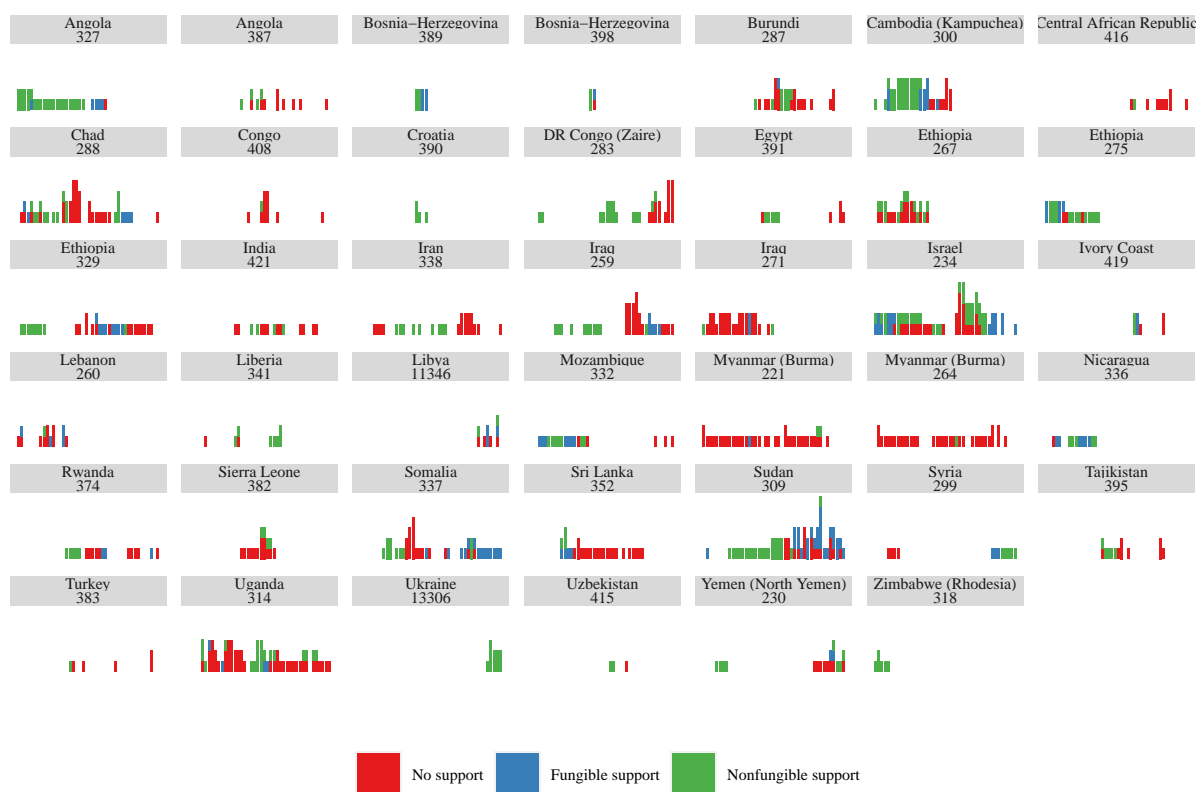 Angola
327
Angola
387
Bosnia−Herzegovina
389
Bosnia−Herzegovina
398
Burundi
287
Cambodia (Kampuchea)
300
Central African Republic
416
Chad
288
Congo
408
Croatia
390
DR Congo (Zaire)
283
Egypt
391
Ethiopia
267
Ethiopia
275
Ethiopia
329
India
421
Iran
338
Iraq
259
Iraq
271
Israel
234
Ivory Coast
419
Lebanon
260
Liberia
341
Libya
11346
Mozambique
332
Myanmar (Burma)
221
Myanmar (Burma)
264
Nicaragua
336
Rwanda
374
Sierra Leone
382
Somalia
337
Sri Lanka
352
Sudan
309
Syria
299
Tajikistan
395
Turkey
383
Uganda
314
Ukraine
13306
Uzbekistan
415
Yemen (North Yemen)
230
Zimbabwe (Rhodesia)
318
No support
Fungible support
Nonfungible support